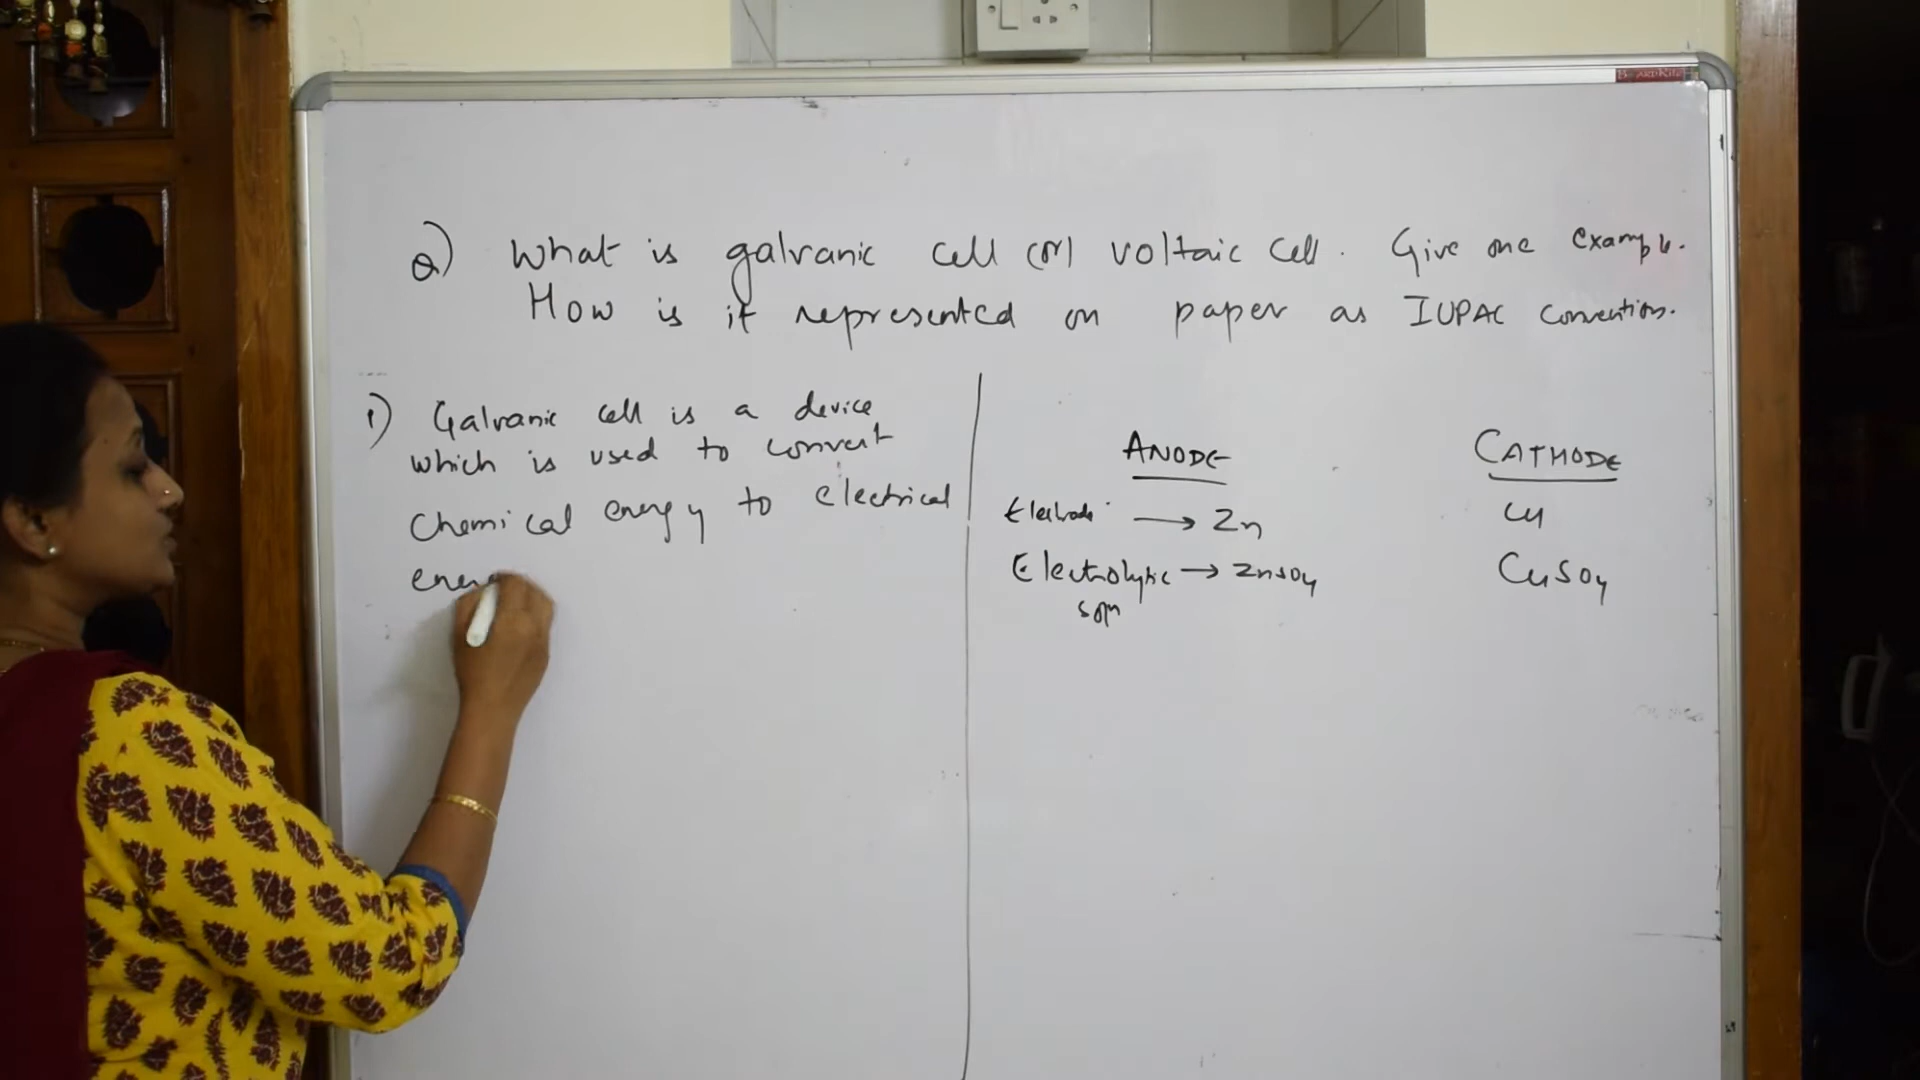 Q) What is galvanic cell (or) voltaic cell. Give one example.
How is it represented on paper as IUPAC convention.
1) Galvanic cell is a device
which is used to convert
chemical energy to electrical
ener
ANODE CATHODE
Electrode → Zn Cu
Electrolytic → ZnSO4 CuSO4
soln